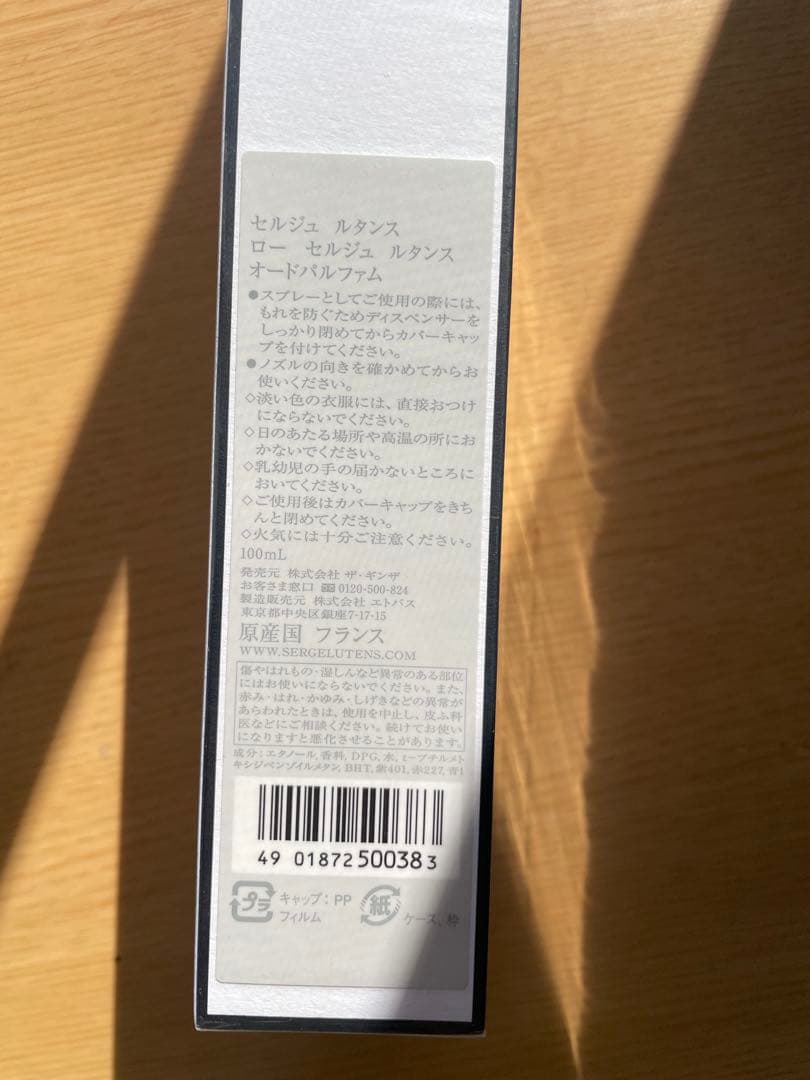 セルジュ ルタンス
ロー セルジュ ルタンス
オードパルファム
●スプレーとしてご使用の際には、
もれを防ぐためディスペンサーを
しっかり閉めてからカバーキャッ
プを付けてください。
●ノズルの向きを確かめてからお
使いください。
◇淡い色の衣服には、直接おつけ
にならないでください。
◇日のあたる場所や高温の所にお
かないでください。
◇乳幼児の手の届かないところに
おいてください。
◇ご使用後はカバーキャップをきち
んと閉めてください。
◇火気には十分ご注意ください。
100mL
発売元 株式会社 ザ・ギンザ
お客さま窓口 0120-500-824
製造販売元 株式会社 エトバス
東京都中央区銀座7-17-15
原産国 フランス
WWW.SERGELUTENS.COM
傷やはれもの・湿しんなど異常のある部位
にはお使いにならないでください。また、
赤み・はれ・かゆみ・しげきなどの異常が
あらわれたときは、使用を中止し、皮ふ科
医などにご相談ください。続けてお使い
になりますと悪化させることがあります。
成分：エタノール, 香料, DPG, 水, t-ブチルメト
キシジベンゾイルメタン, BHT, 紫401, 赤227, 青1
49 01872 50038 3
プラ キャップ：PP
フィルム
紙 ケース、枠